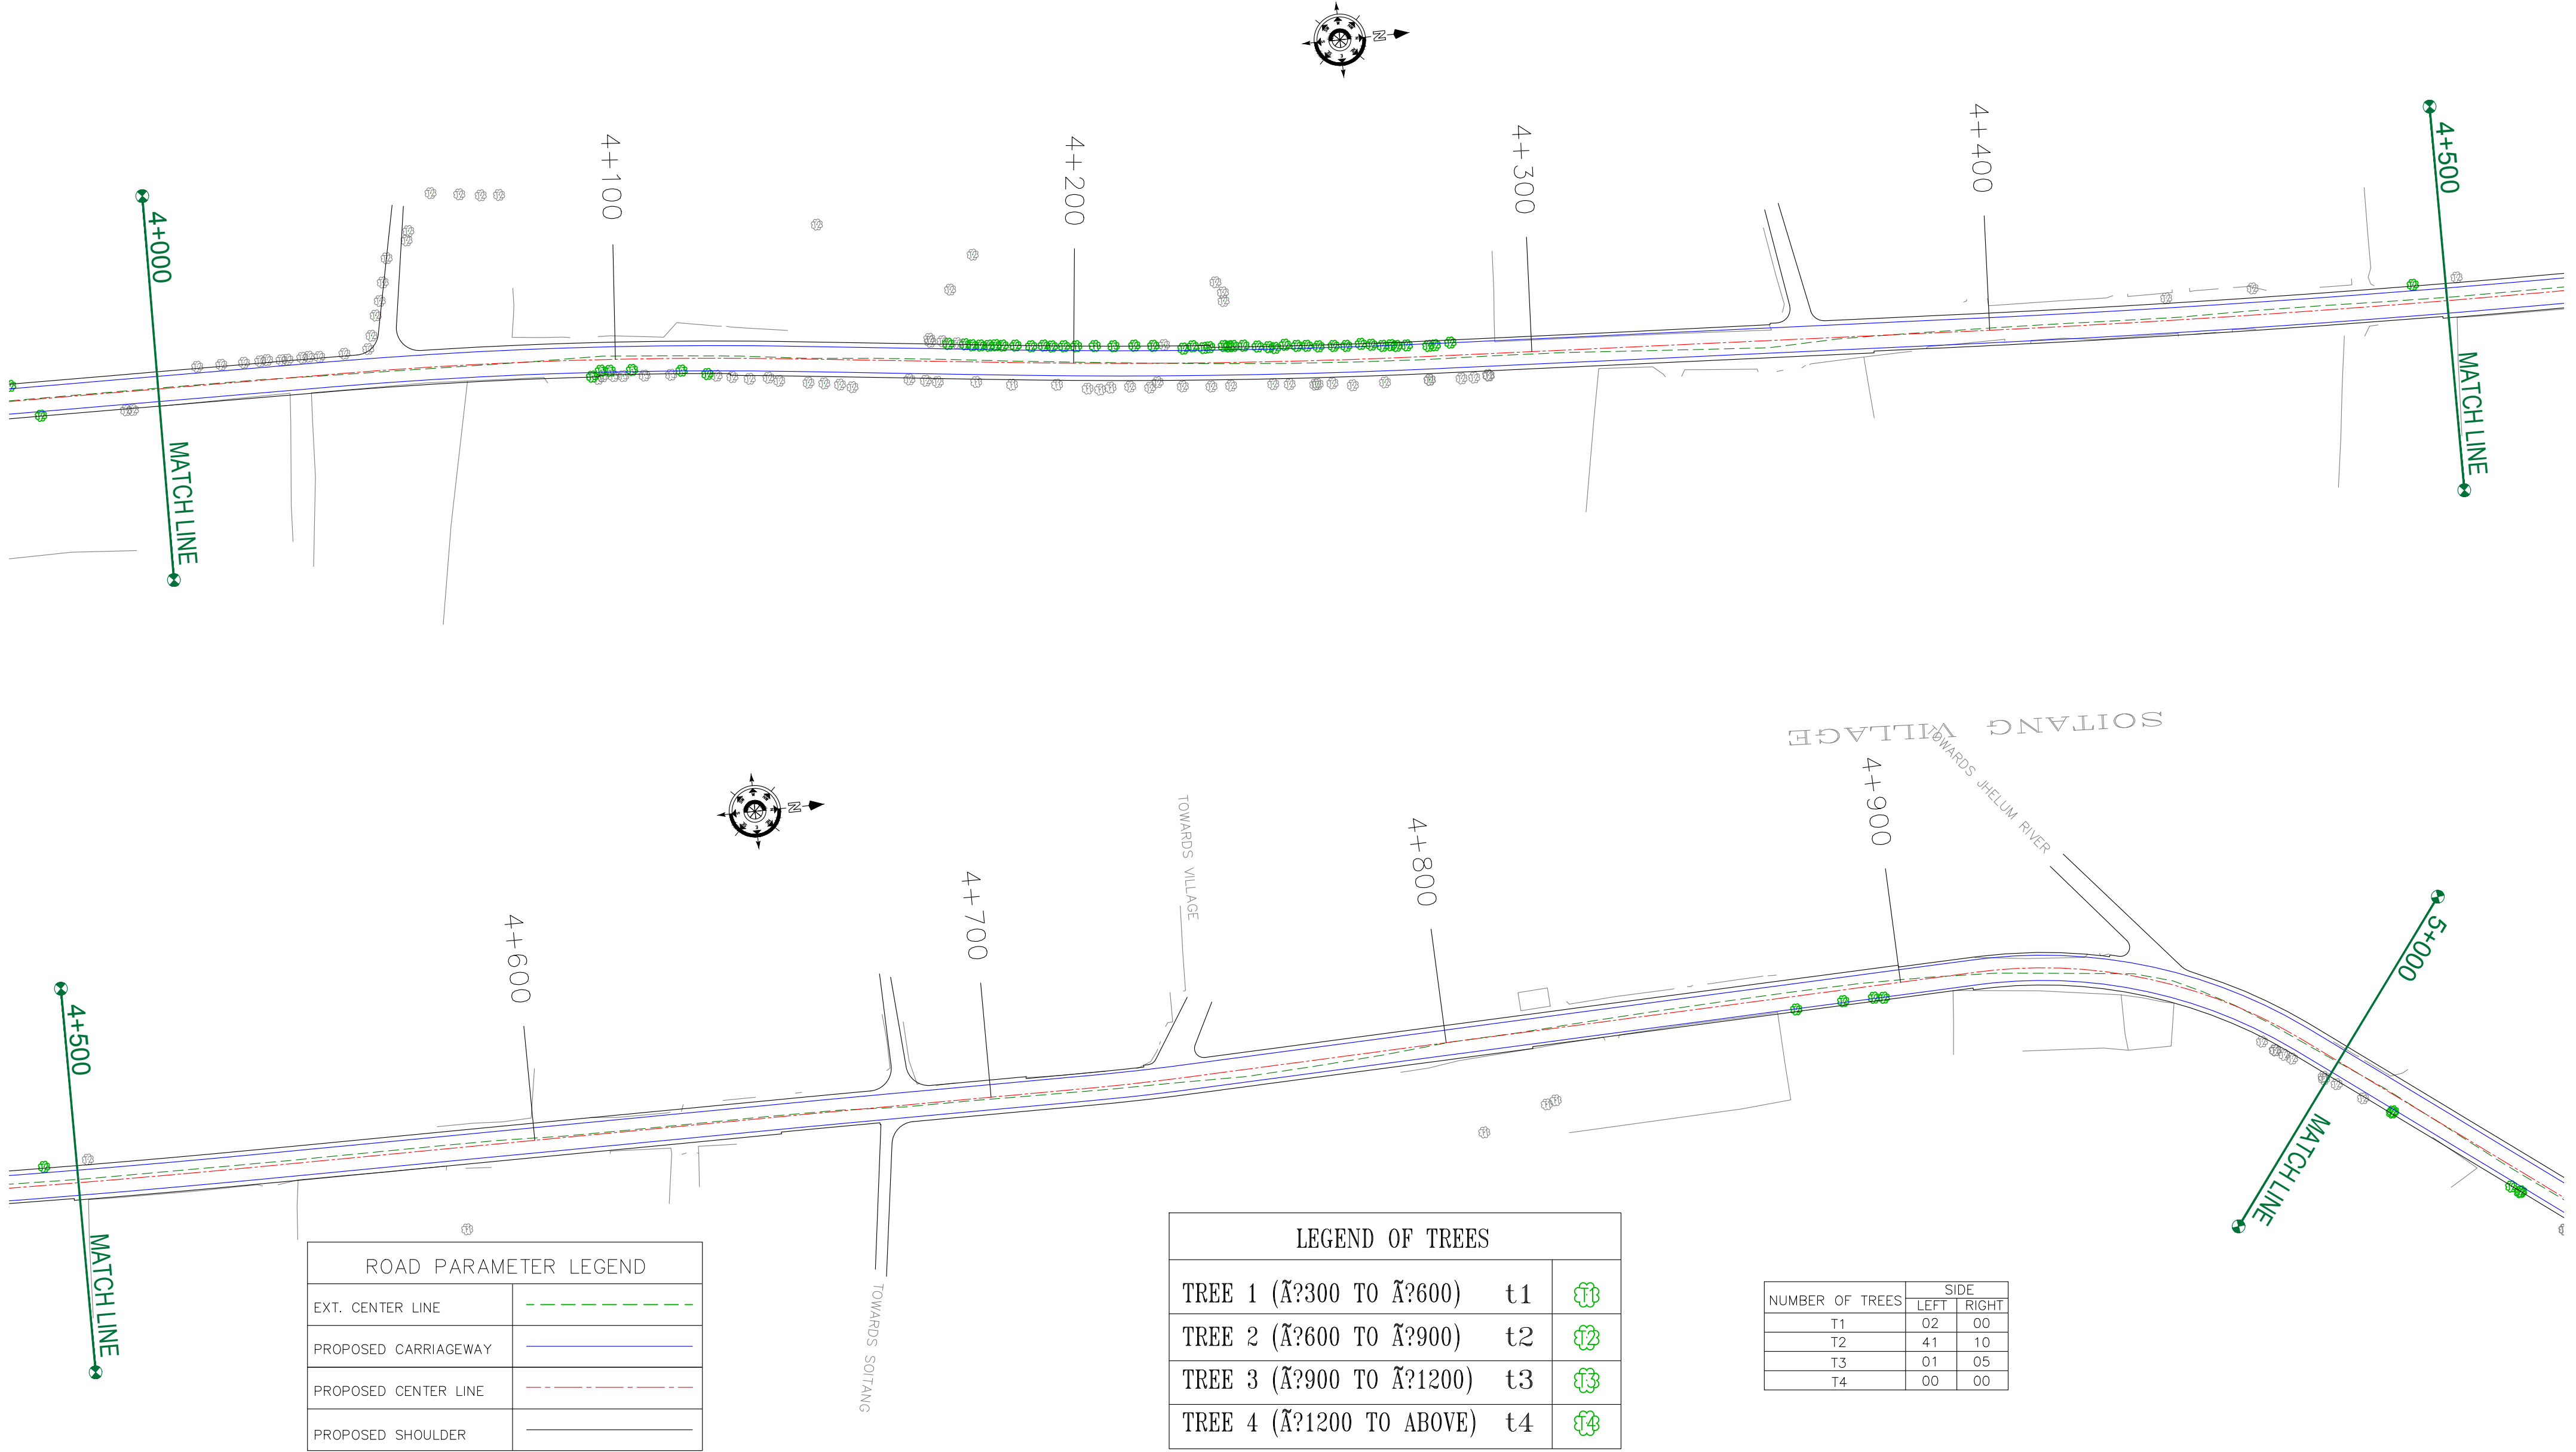 N
4+000
4+100
4+200
4+300
4+400
4+500
MATCH LINE
MATCH LINE
SOITANG VILLAGE
TOWARDS JHELUM RIVER
N
TOWARDS VILLAGE
4+500
4+600
4+700
4+800
4+900
5+000
MATCH LINE
MATCH LINE
TOWARDS SOITANG
ROAD PARAMETER LEGEND
EXT. CENTER LINE
PROPOSED CARRIAGEWAY
PROPOSED CENTER LINE
PROPOSED SHOULDER
LEGEND OF TREES
TREE 1 (Ã?300 TO Ã?600) t1 T1
TREE 2 (Ã?600 TO Ã?900) t2 T2
TREE 3 (Ã?900 TO Ã?1200) t3 T3
TREE 4 (Ã?1200 TO ABOVE) t4 T4
NUMBER OF TREES SIDE
LEFT RIGHT
T1 02 00
T2 41 10
T3 01 05
T4 00 00